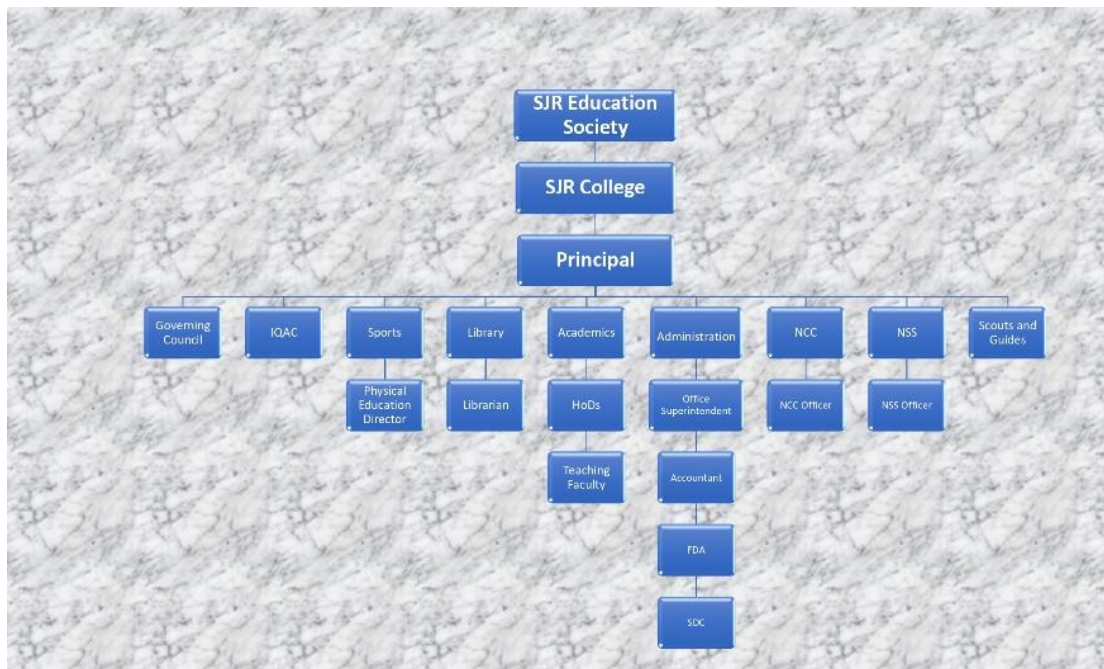 SJR Education
Society
SJR College
Principal
Governing
Council
IQAC
Sports
Library
Academics
Administration
NCC
NSS
Scouts and
Guides
Physical
Education
Director
Librarian
HoDs
Office
Superintendent
NCC Officer
NSS Officer
Teaching
Faculty
Accountant
FDA
SDC